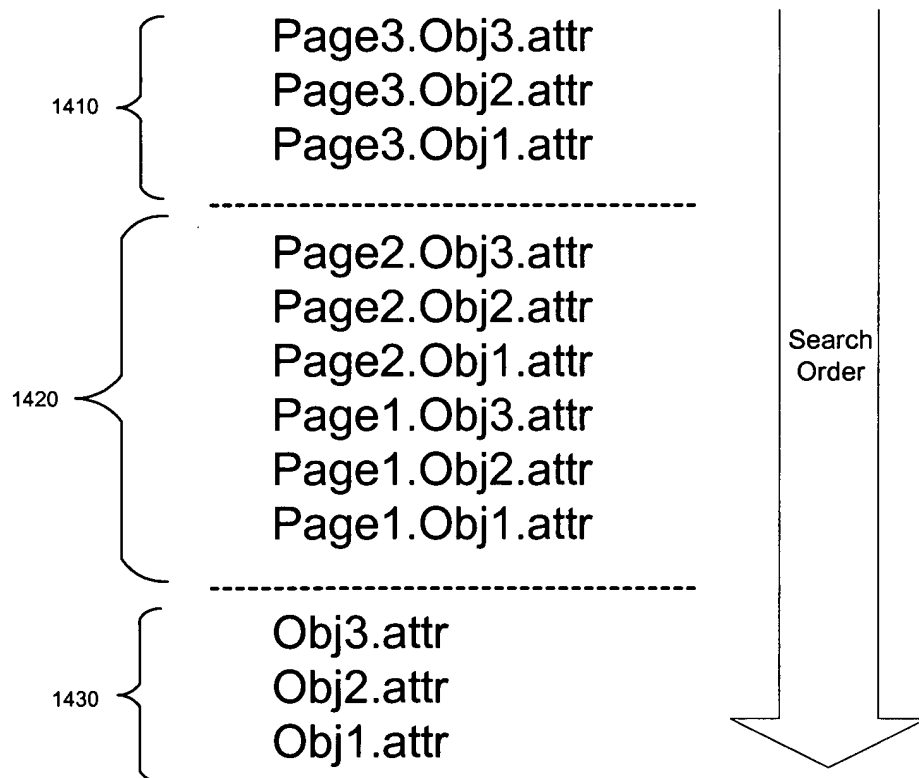 Page3.Obj3.attr
Page3.Obj2.attr
1410
Page3.Obj1.attr
Page2.Obj3.attr
Page2.Obj2.attr
Page2.Obj1.attr
Search
Order
1420
Page1.Obj3.attr
Page1.Obj2.attr
Page1.Obj1.attr
Obj3.attr
1430
Obj2.attr
Obj1.attr